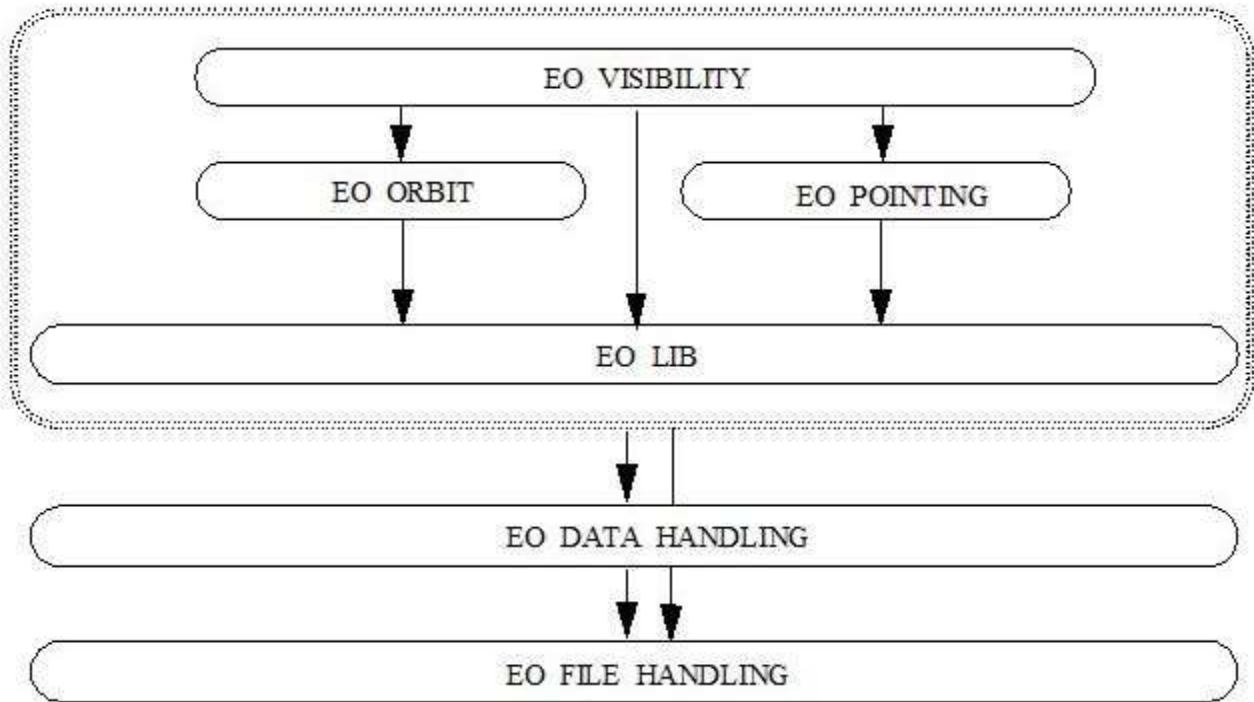 EO VISIBILITY
EO ORBIT
EO POINTING
EO LIB
EO DATA HANDLING
EO FILE HANDLING